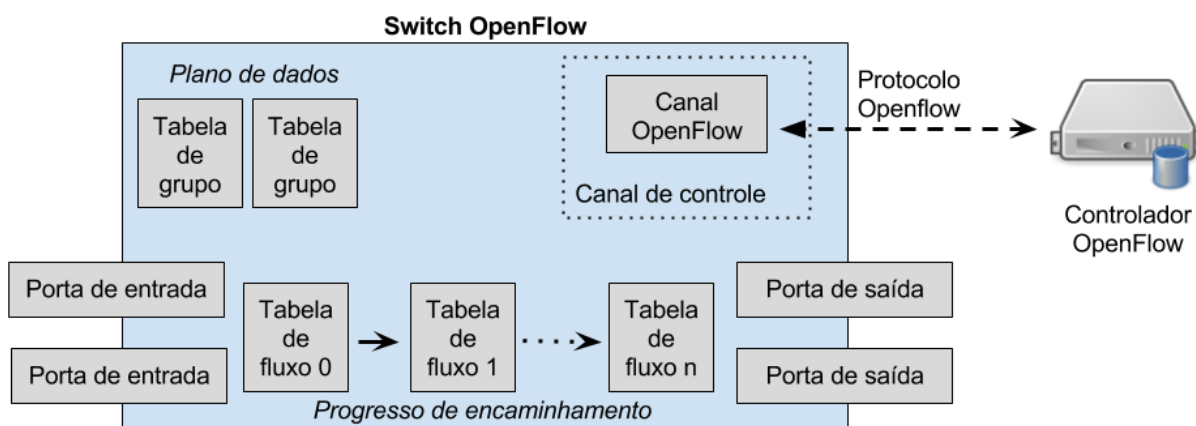 Switch OpenFlow
Plano de dados
Tabela
de
grupo
Tabela
de
grupo
Canal
OpenFlow
Canal de controle
Protocolo
Openflow
Controlador
OpenFlow
Porta de entrada
Porta de entrada
Tabela
de
fluxo 0
Tabela
de
fluxo 1
Tabela
de
fluxo n
Porta de saída
Porta de saída
Progresso de encaminhamento